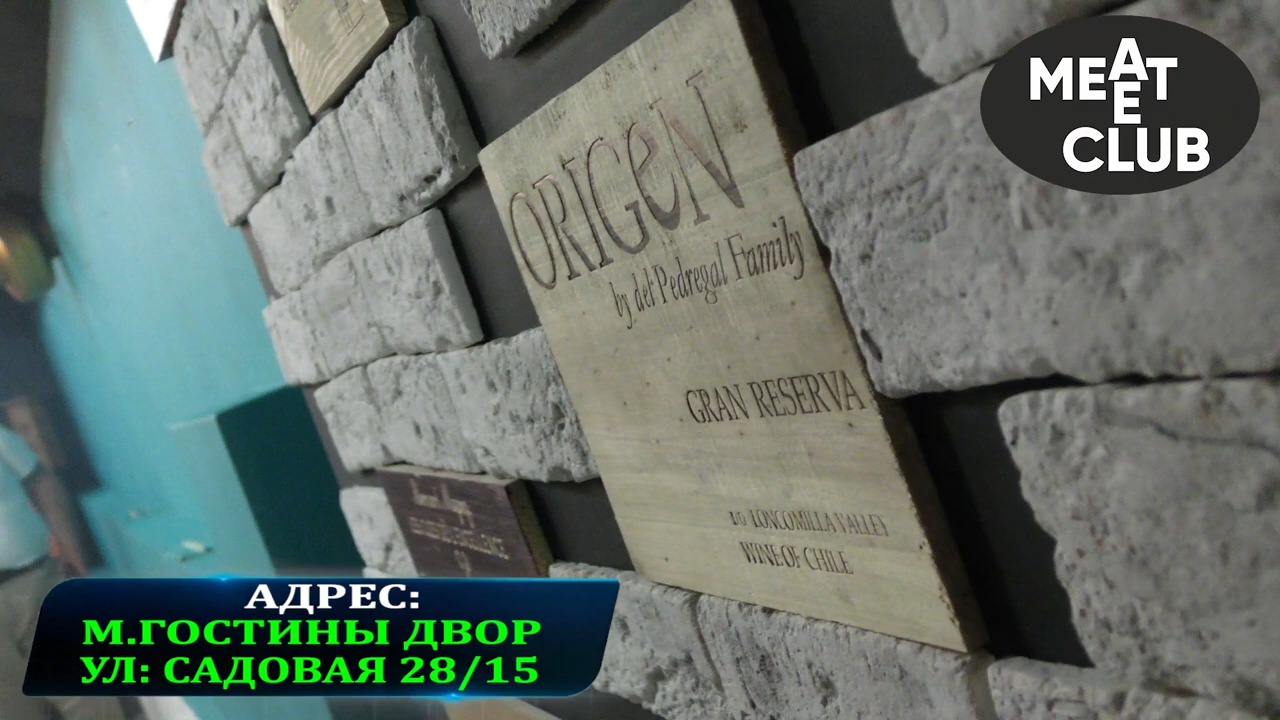 MEAT
MEET
CLUB
ORIGEN
by del Pedregal Family
GRAN RESERVA
D.O. LONCOMILLA VALLEY
WINE OF CHILE
АДРЕС:
М.ГОСТИНЫ ДВОР
УЛ: САДОВАЯ 28/15